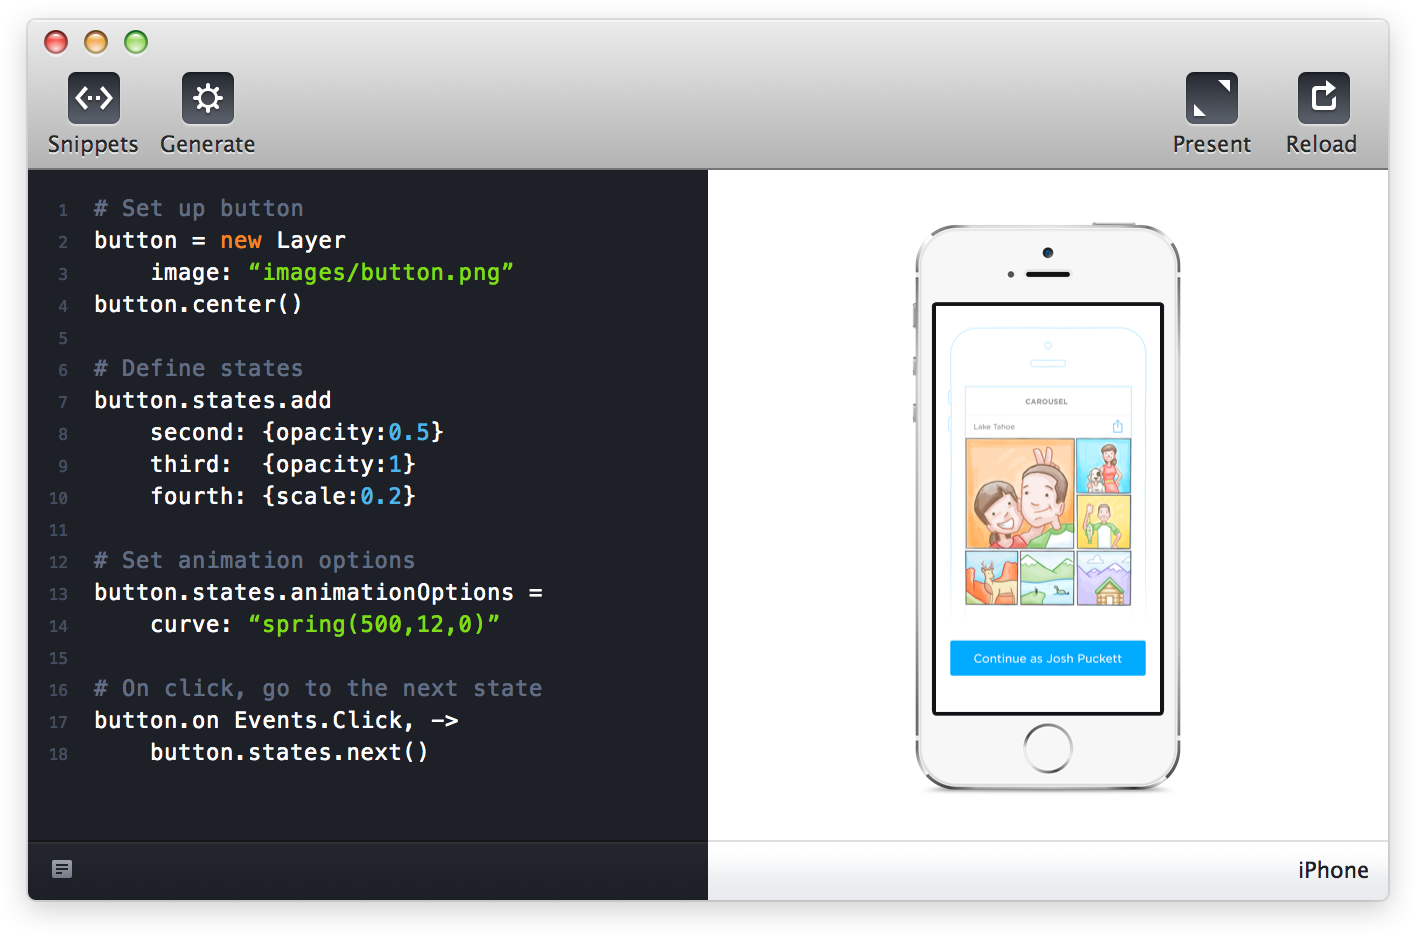 Snippets
Generate
Present
Reload
1 # Set up button
2 button = new Layer
3     image: “images/button.png”
4 button.center()
5
6 # Define states
7 button.states.add
8     second: {opacity:0.5}
9     third:  {opacity:1}
10     fourth: {scale:0.2}
11
12 # Set animation options
13 button.states.animationOptions =
14     curve: “spring(500,12,0)”
15
16 # On click, go to the next state
17 button.on Events.Click, ->
18     button.states.next()
CAROUSEL
Lake Tahoe
Continue as Josh Puckett
iPhone